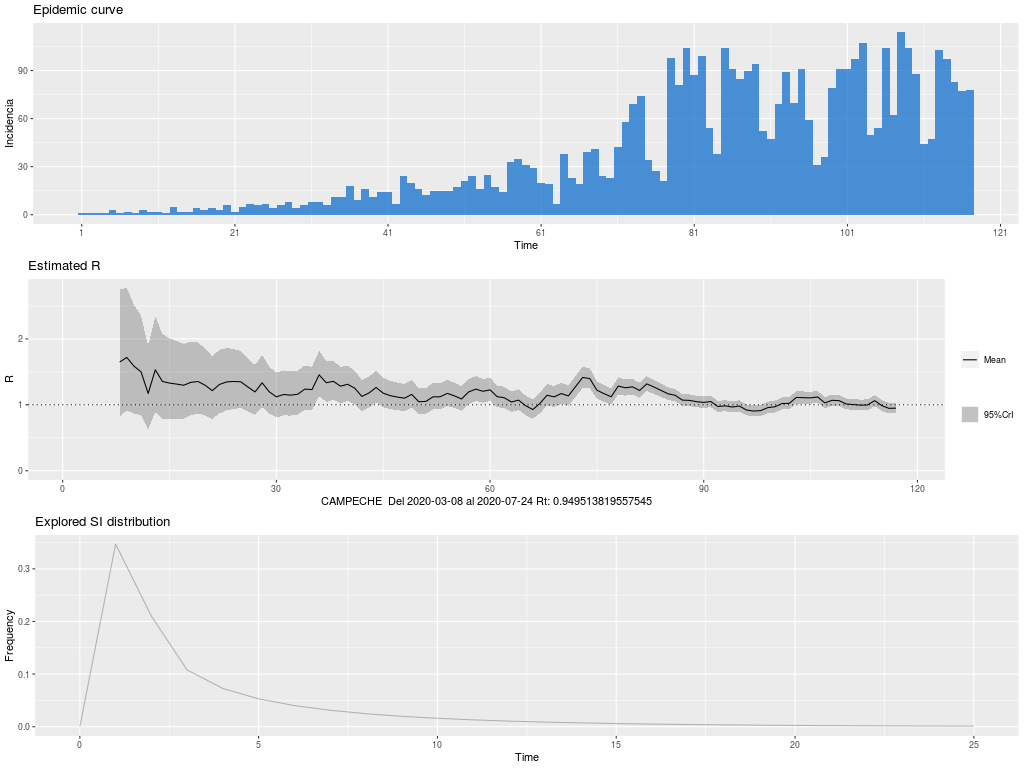 Epidemic curve
Incidencia
90
60
30
0
1 21 41 61 81 101 121
Time
Estimated R
R
2
1
0
0 30 60 90 120
CAMPECHE Del 2020-03-08 al 2020-07-24 Rt: 0.949513819557545
Mean
95%CrI
Explored SI distribution
Frequency
0.3
0.2
0.1
0.0
0 5 10 15 20 25
Time